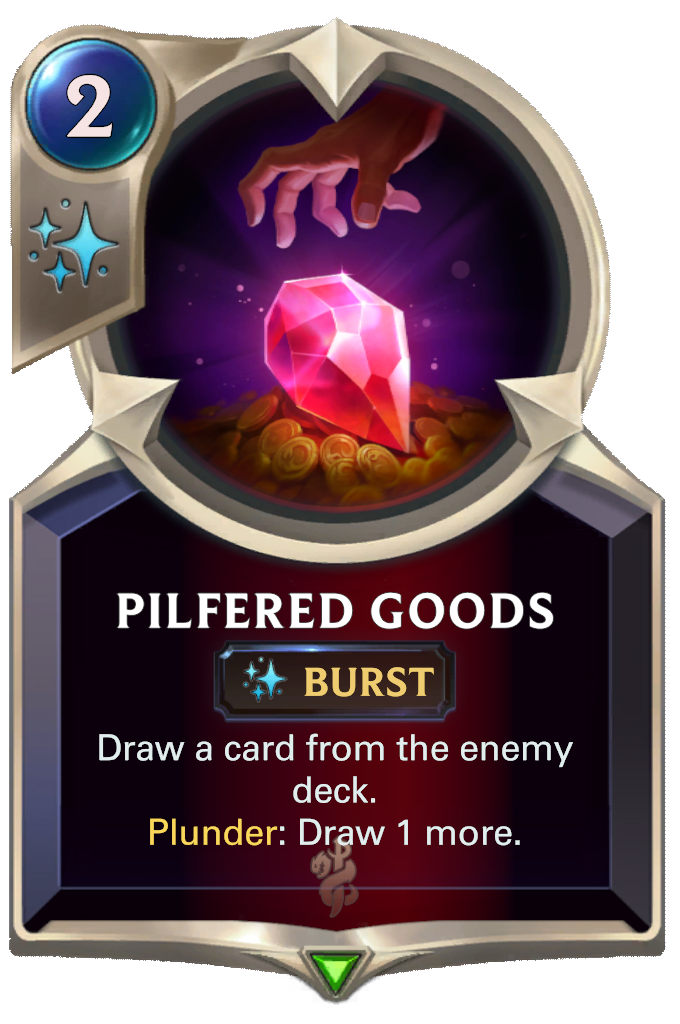 2
PILFERED GOODS
BURST
Draw a card from the enemy
deck.
Plunder: Draw 1 more.